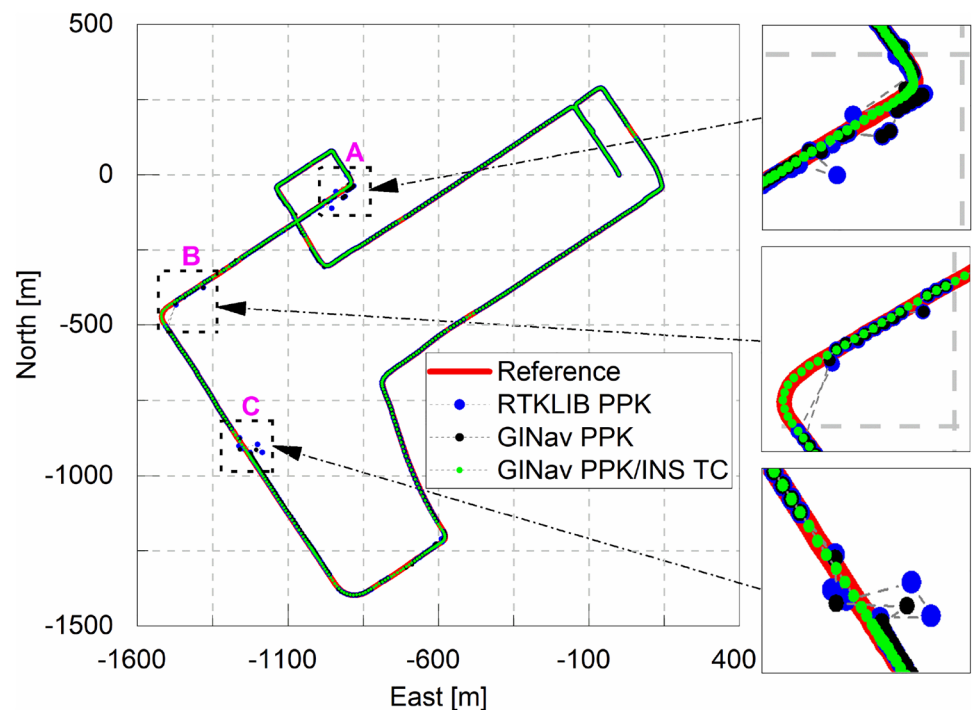 500
0
-500
-1000
-1500
North [m]
A
B
C
Reference
RTKLIB PPK
GINav PPK
GINav PPK/INS TC
-1600
-1100
-600
-100
400
East [m]